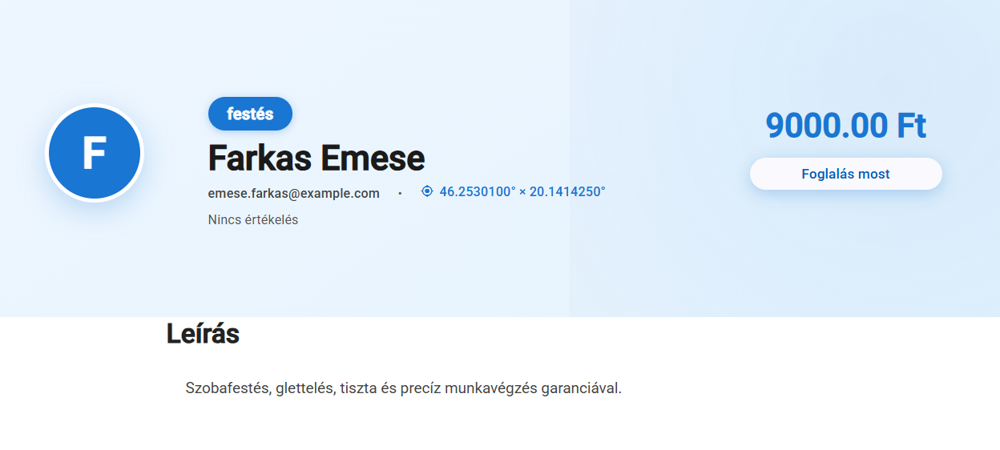 F
festés
Farkas Emese
emese.farkas@example.com • 46.2530100° × 20.1414250°
Nincs értékelés
9000.00 Ft
Foglalás most
Leírás
Szobafestés, glettelés, tiszta és precíz munkavégzés garanciával.